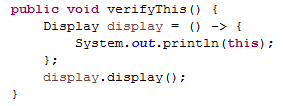 public void verifyThis() {
    Display display = () -> {
        System.out.println(this);
    };
    display.display();
}